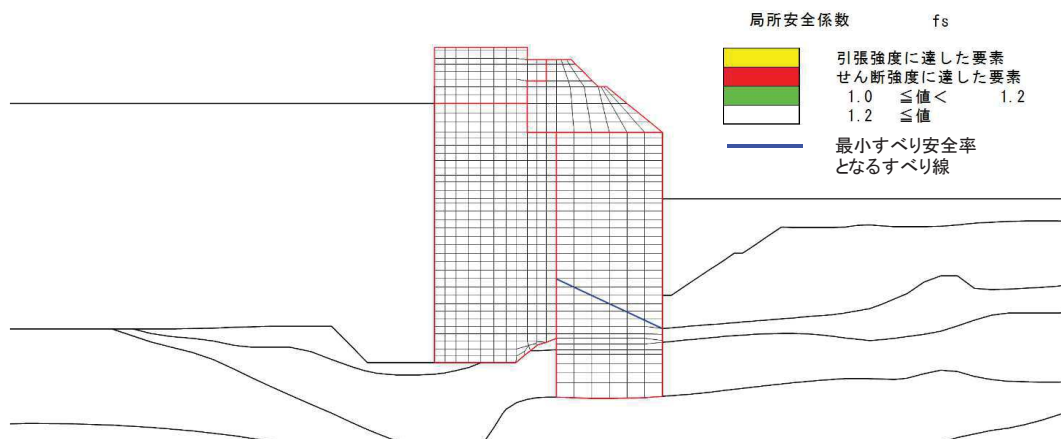 局所安全係数 fs
引張強度に達した要素
せん断強度に達した要素
1.0 ≦値< 1.2
1.2 ≦値
最小すべり安全率
となるすべり線